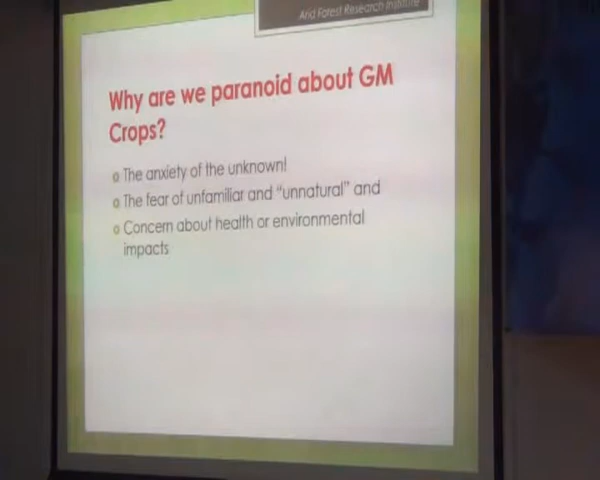 Arid Forest Research Institute
Why are we paranoid about GM
Crops?
The anxiety of the unknown!
The fear of unfamiliar and “unnatural” and
Concern about health or environmental
impacts